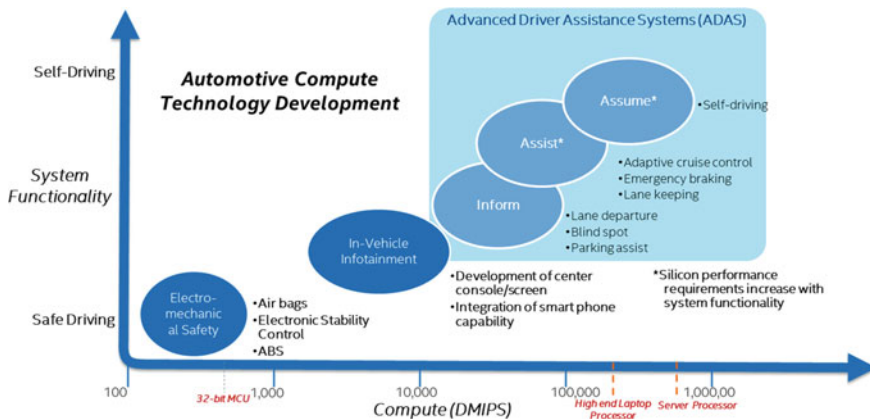 Advanced Driver Assistance Systems (ADAS)
Self-Driving
Automotive Compute
Technology Development
Assume*
•Self-driving
Assist*
•Adaptive cruise control
•Emergency braking
•Lane keeping
System
Functionality
Inform
•Lane departure
•Blind spot
•Parking assist
In-Vehicle
Infotainment
•Development of center
console/screen
•Integration of smart phone
capability
*Silicon performance
requirements increase with
system functionality
Safe Driving
Electro-
mechanic
al Safety
•Air bags
•Electronic Stability
Control
•ABS
100
32-bit MCU
1,000
10,000
100,000
1,000,00
High end Laptop
Processor
Server Processor
Compute (DMIPS)